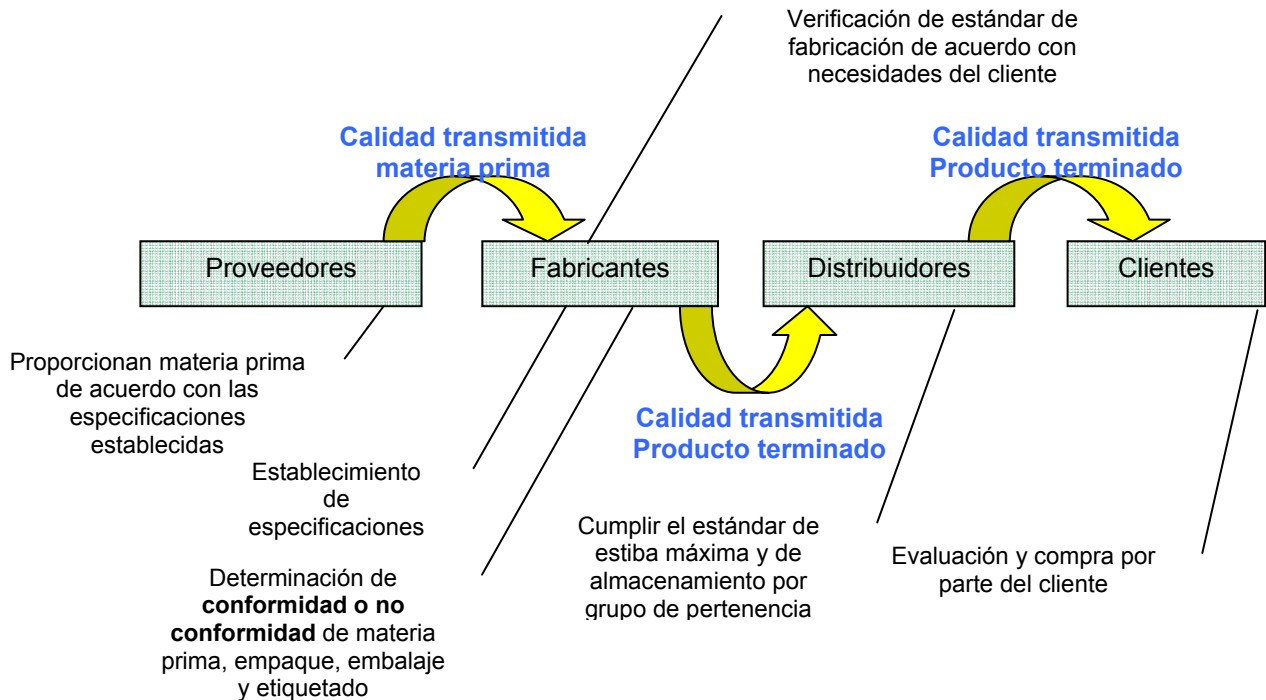 Verificación de estándar de
fabricación de acuerdo con
necesidades del cliente
Calidad transmitida
materia prima
Calidad transmitida
Producto terminado
Proveedores
Fabricantes
Distribuidores
Clientes
Proporcionan materia prima
de acuerdo con las
especificaciones
establecidas
Calidad transmitida
Producto terminado
Establecimiento
de
especificaciones
Cumplir el estándar de
estiba máxima y de
almacenamiento por
grupo de pertenencia
Evaluación y compra por
parte del cliente
Determinación de
conformidad o no
conformidad de materia
prima, empaque, embalaje
y etiquetado